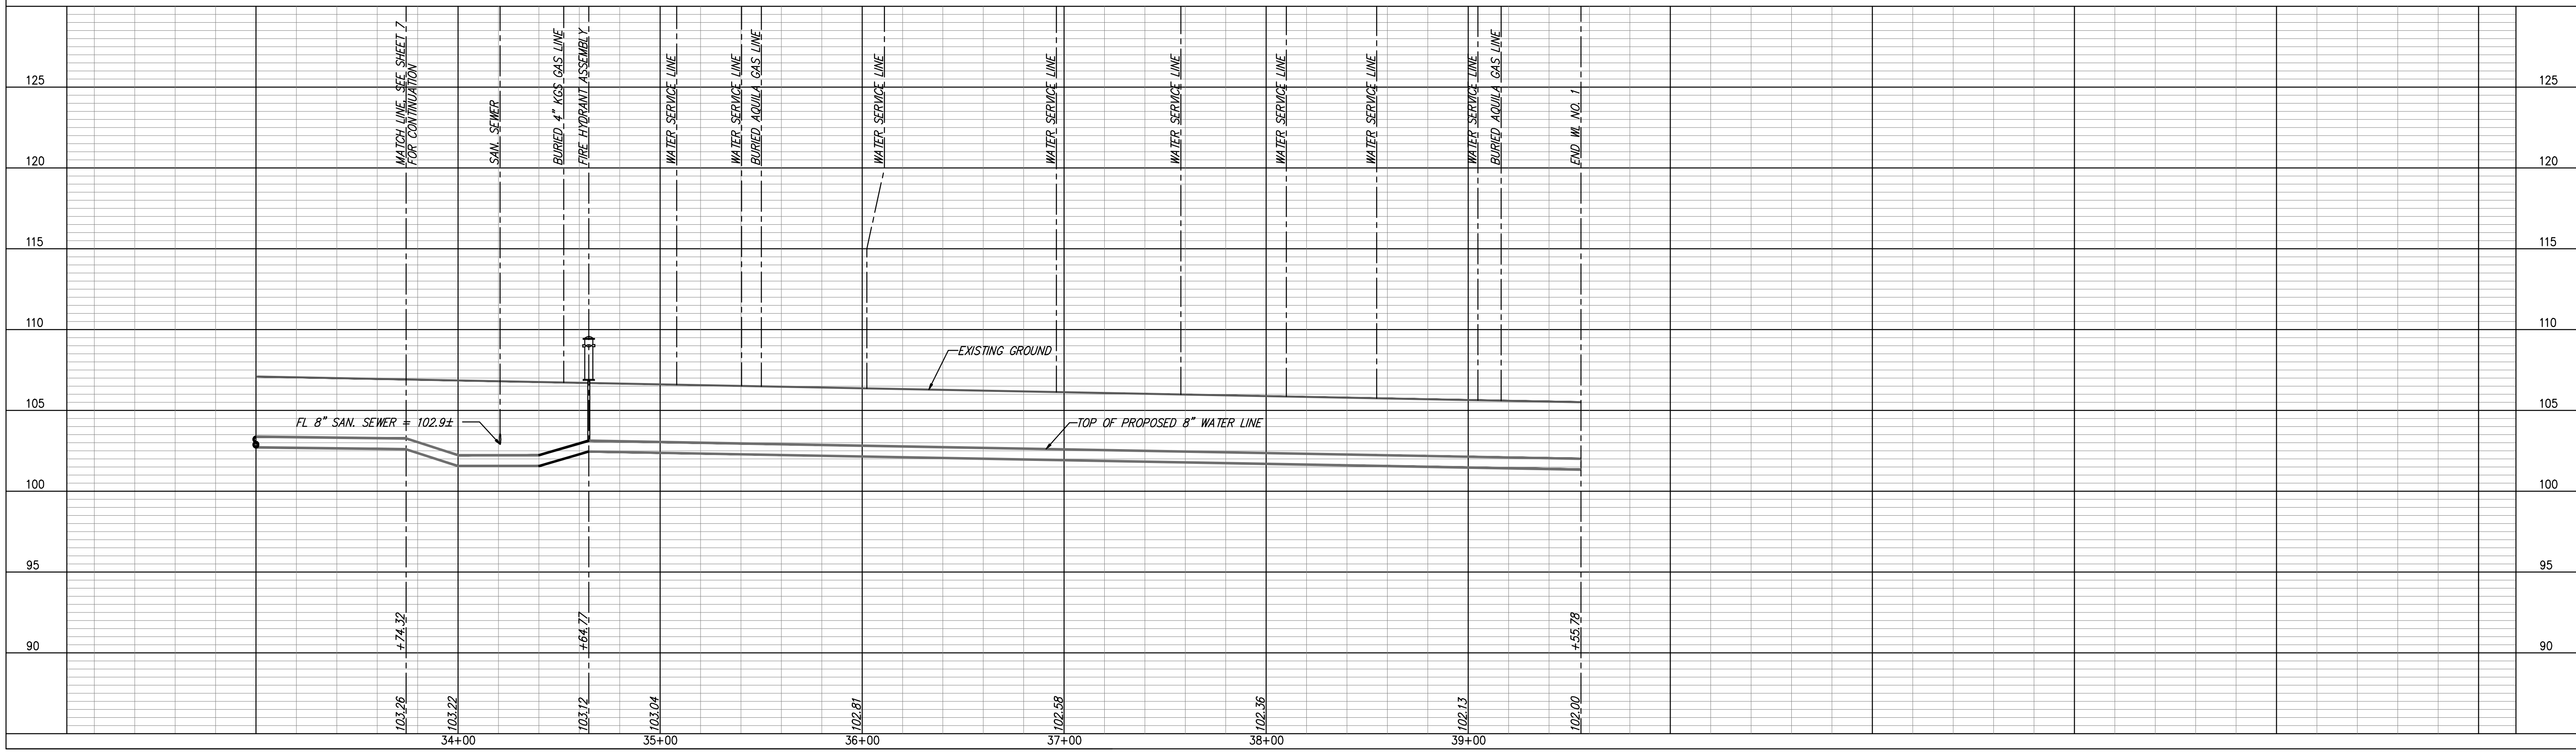 MATCH LINE, SEE SHEET 7
FOR CONTINUATION
SAN. SEWER
BURIED 4" KGS GAS LINE
FIRE HYDRANT ASSEMBLY
WATER SERVICE LINE
WATER SERVICE LINE
BURIED AQUILA GAS LINE
WATER SERVICE LINE
WATER SERVICE LINE
WATER SERVICE LINE
WATER SERVICE LINE
WATER SERVICE LINE
WATER SERVICE LINE
BURIED AQUILA GAS LINE
END WL NO. 1
125 125
120 120
115 115
110 110
EXISTING GROUND
105 105
FL 8" SAN. SEWER = 102.9±
TOP OF PROPOSED 8" WATER LINE
100 100
95 95
+74.32 +64.77 +55.78
90 90
103.26 103.22 103.12 103.04 102.81 102.58 102.36 102.13 102.00
34+00 35+00 36+00 37+00 38+00 39+00